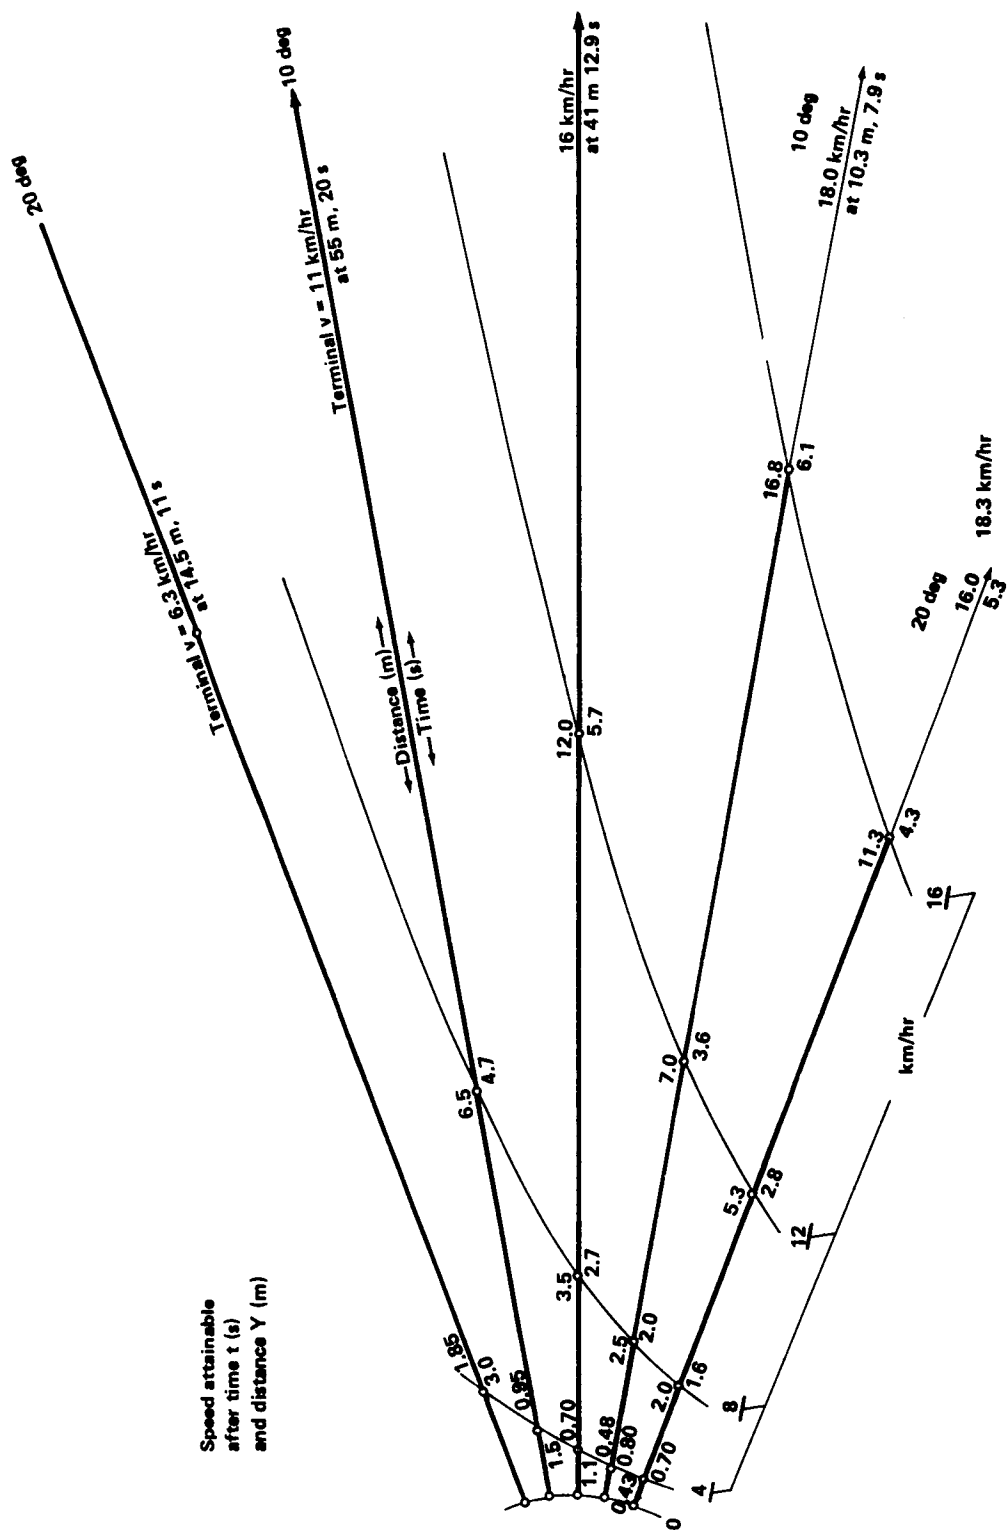 Speed attainable
after time t (s)
and distance Y (m)
20 deg
Terminal v = 6.3 km/hr
at 14.5 m, 11 s
1.85
3.0
10 deg
Terminal v = 11 km/hr
at 55 m, 20 s
←Distance (m)→
←Time (s)→
6.5
4.7
0.95
1.5
16 km/hr
at 41 m 12.9 s
12.0
5.7
3.5
2.7
0.70
1.1
10 deg
18.0 km/hr
at 10.3 m, 7.9 s
16.8
6.1
7.0
3.6
2.5
2.0
0.48
0.80
20 deg
18.3 km/hr
16.0
5.3
11.3
4.3
5.3
2.8
2.0
1.6
0.43
0.70
0
4
8
12
16
km/hr